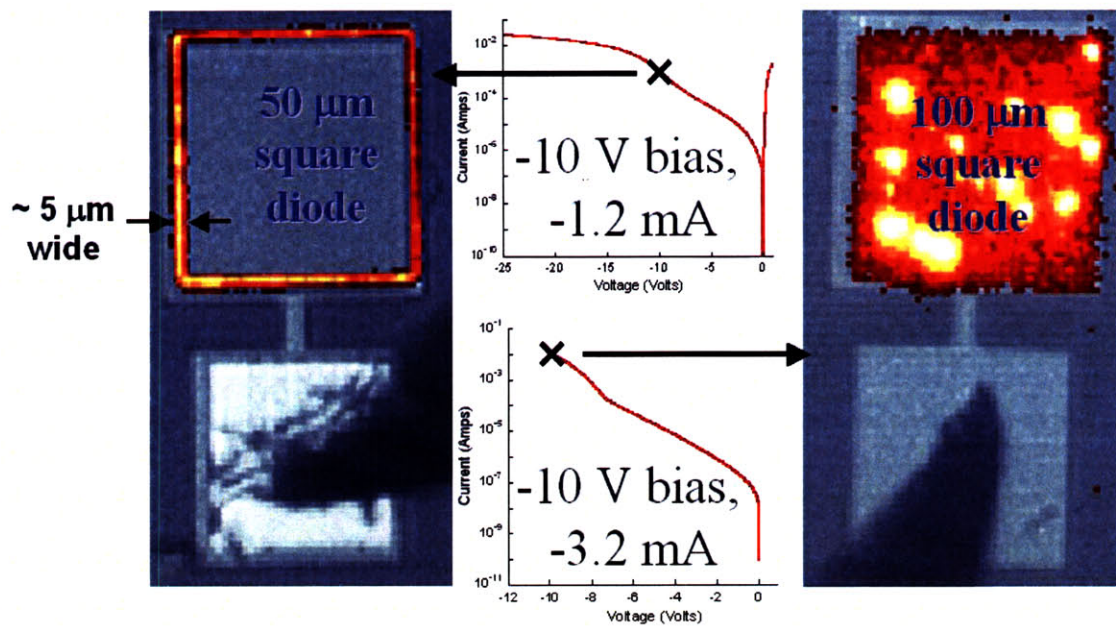 50 μm
square
diode
~ 5 μm
wide
10⁻²
10⁻⁴
10⁻⁶
10⁻⁸
10⁻¹⁰
Current (Amps)
-10 V bias,
-1.2 mA
-25 -20 -15 -10 -5 0
Voltage (Volts)
10⁻¹
10⁻³
10⁻⁵
10⁻⁷
10⁻⁹
10⁻¹¹
Current (Amps)
-10 V bias,
-3.2 mA
-12 -10 -8 -6 -4 -2 0
Voltage (Volts)
100 μm
square
diode